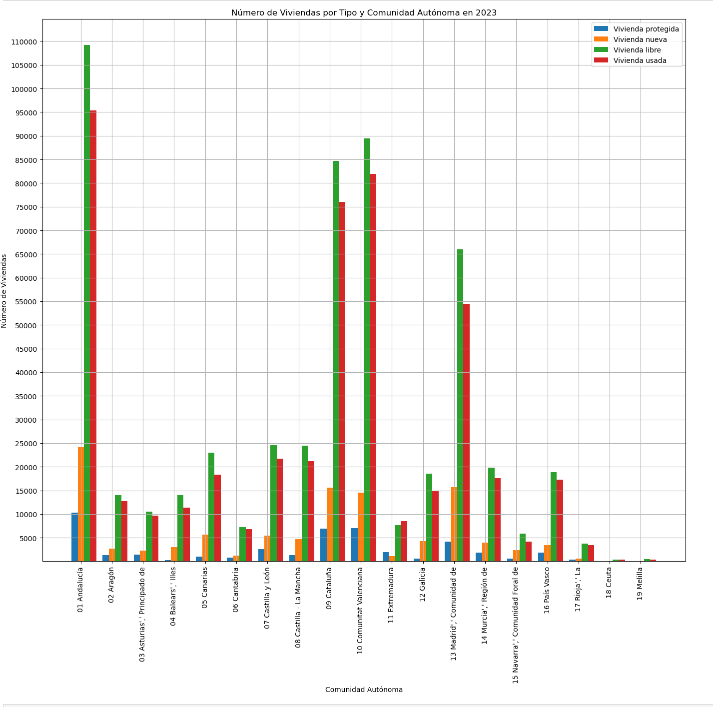 Número de Viviendas por Tipo y Comunidad Autónoma en 2023
Vivienda protegida
Vivienda nueva
Vivienda libre
Vivienda usada
110000
105000
100000
95000
90000
85000
80000
75000
70000
65000
60000
55000
50000
45000
40000
35000
30000
25000
20000
15000
10000
5000
Número de Viviendas
01 Andalucía
02 Aragón
03 Asturias',' Principado de
04 Balears',' Illes
05 Canarias
06 Cantabria
07 Castilla y León
08 Castilla - La Mancha
09 Cataluña
10 Comunitat Valenciana
11 Extremadura
12 Galicia
13 Madrid',' Comunidad de
14 Murcia',' Región de
15 Navarra',' Comunidad Foral de
16 País Vasco
17 Rioja',' La
18 Ceuta
19 Melilla
Comunidad Autónoma